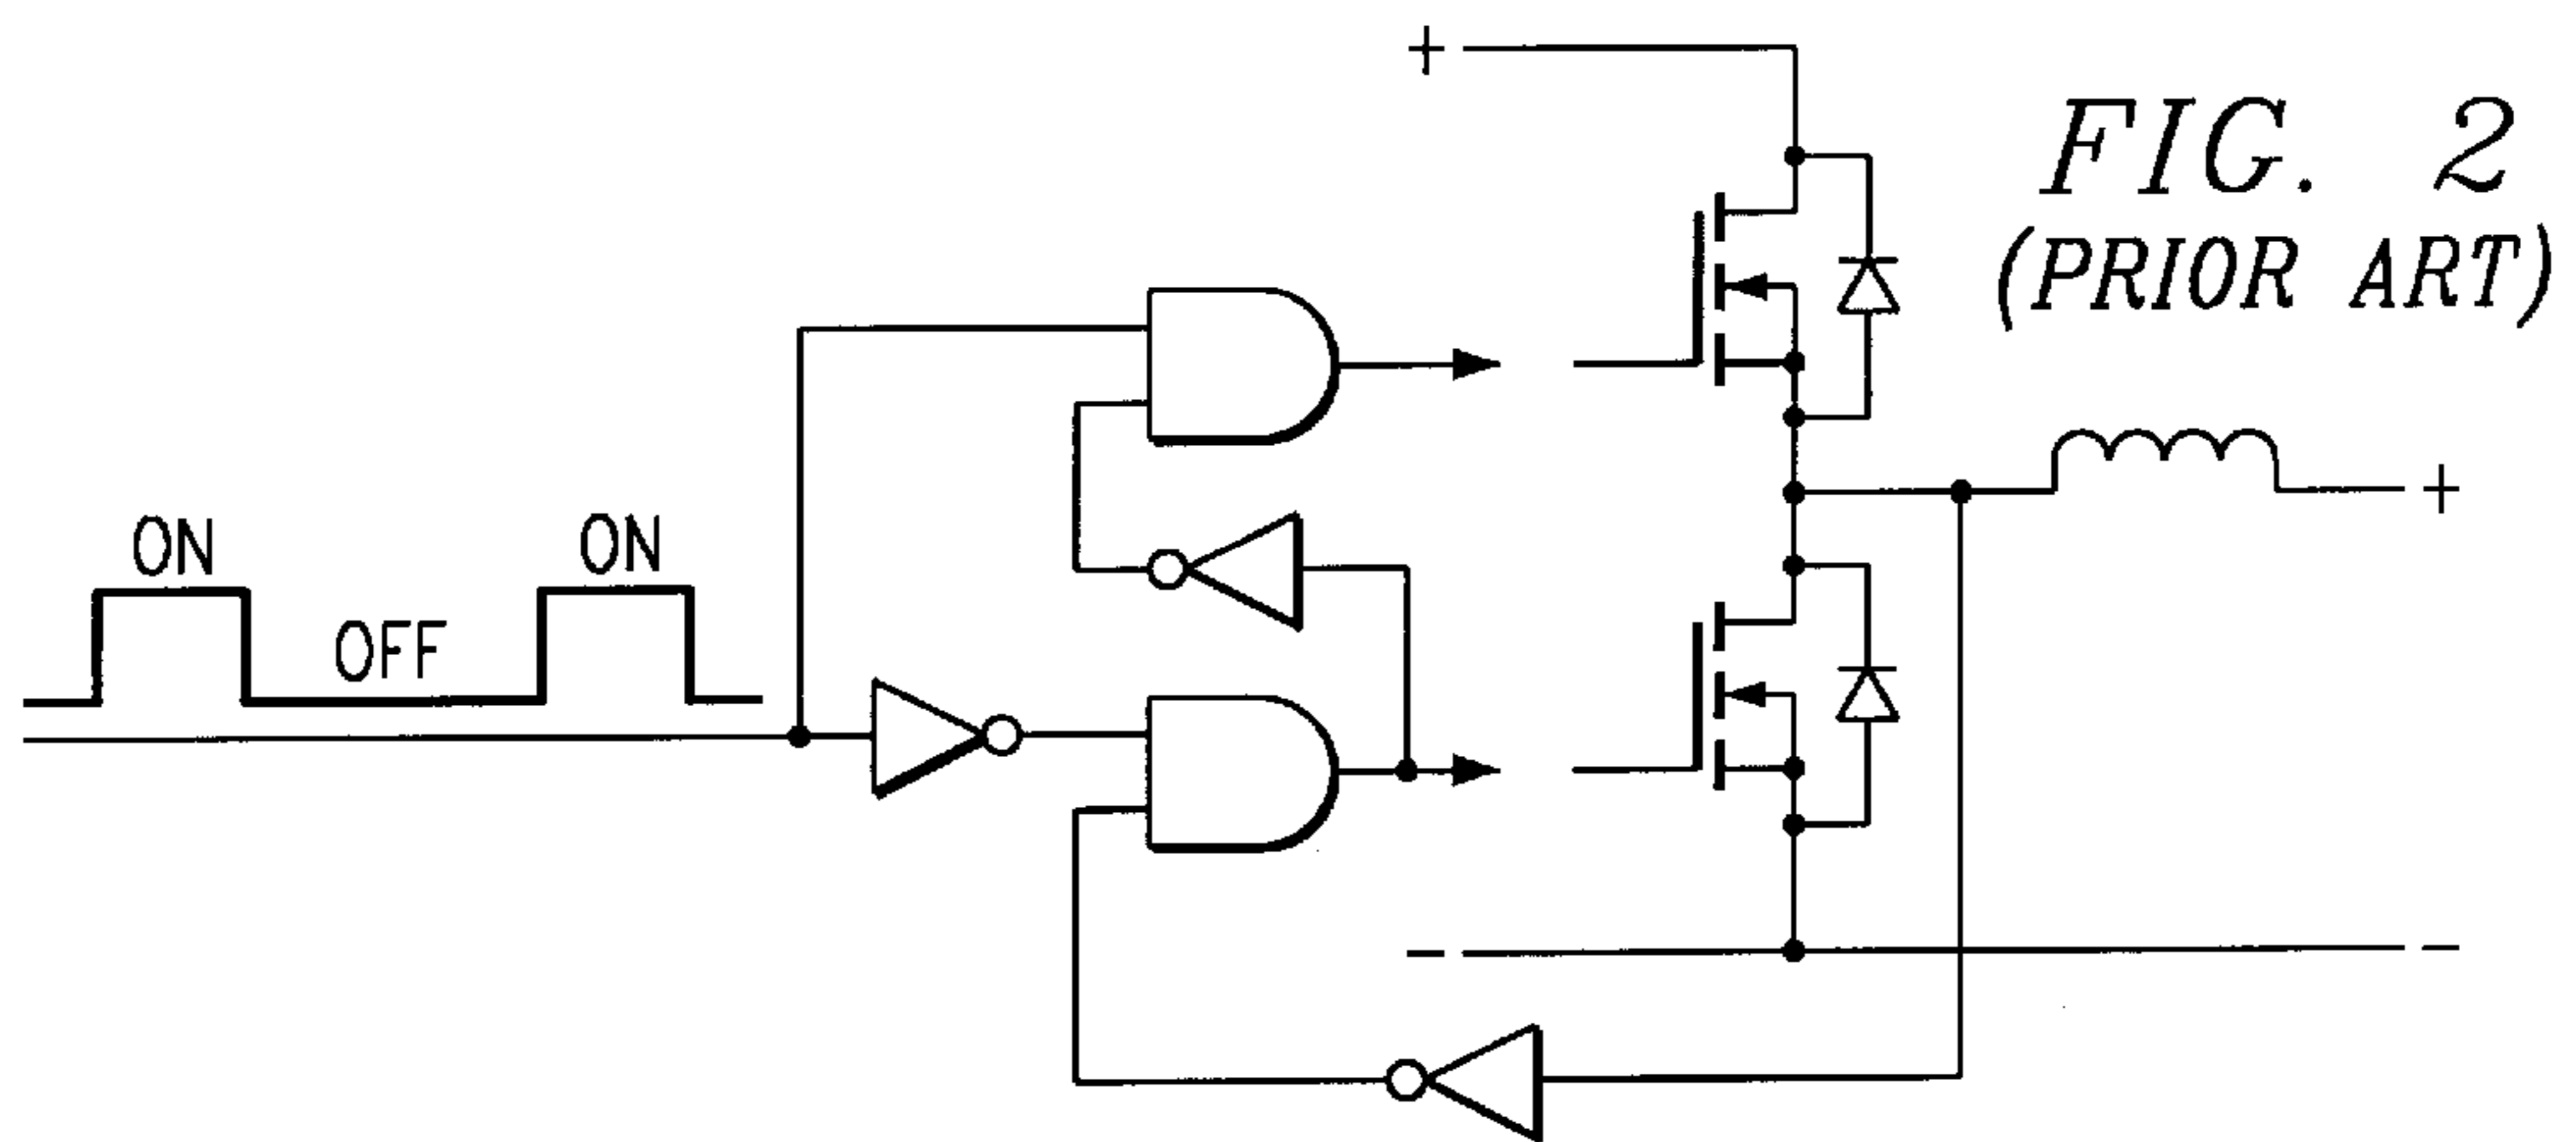 +
FIG. 2
(PRIOR ART)
ON
ON
OFF
+
-
-